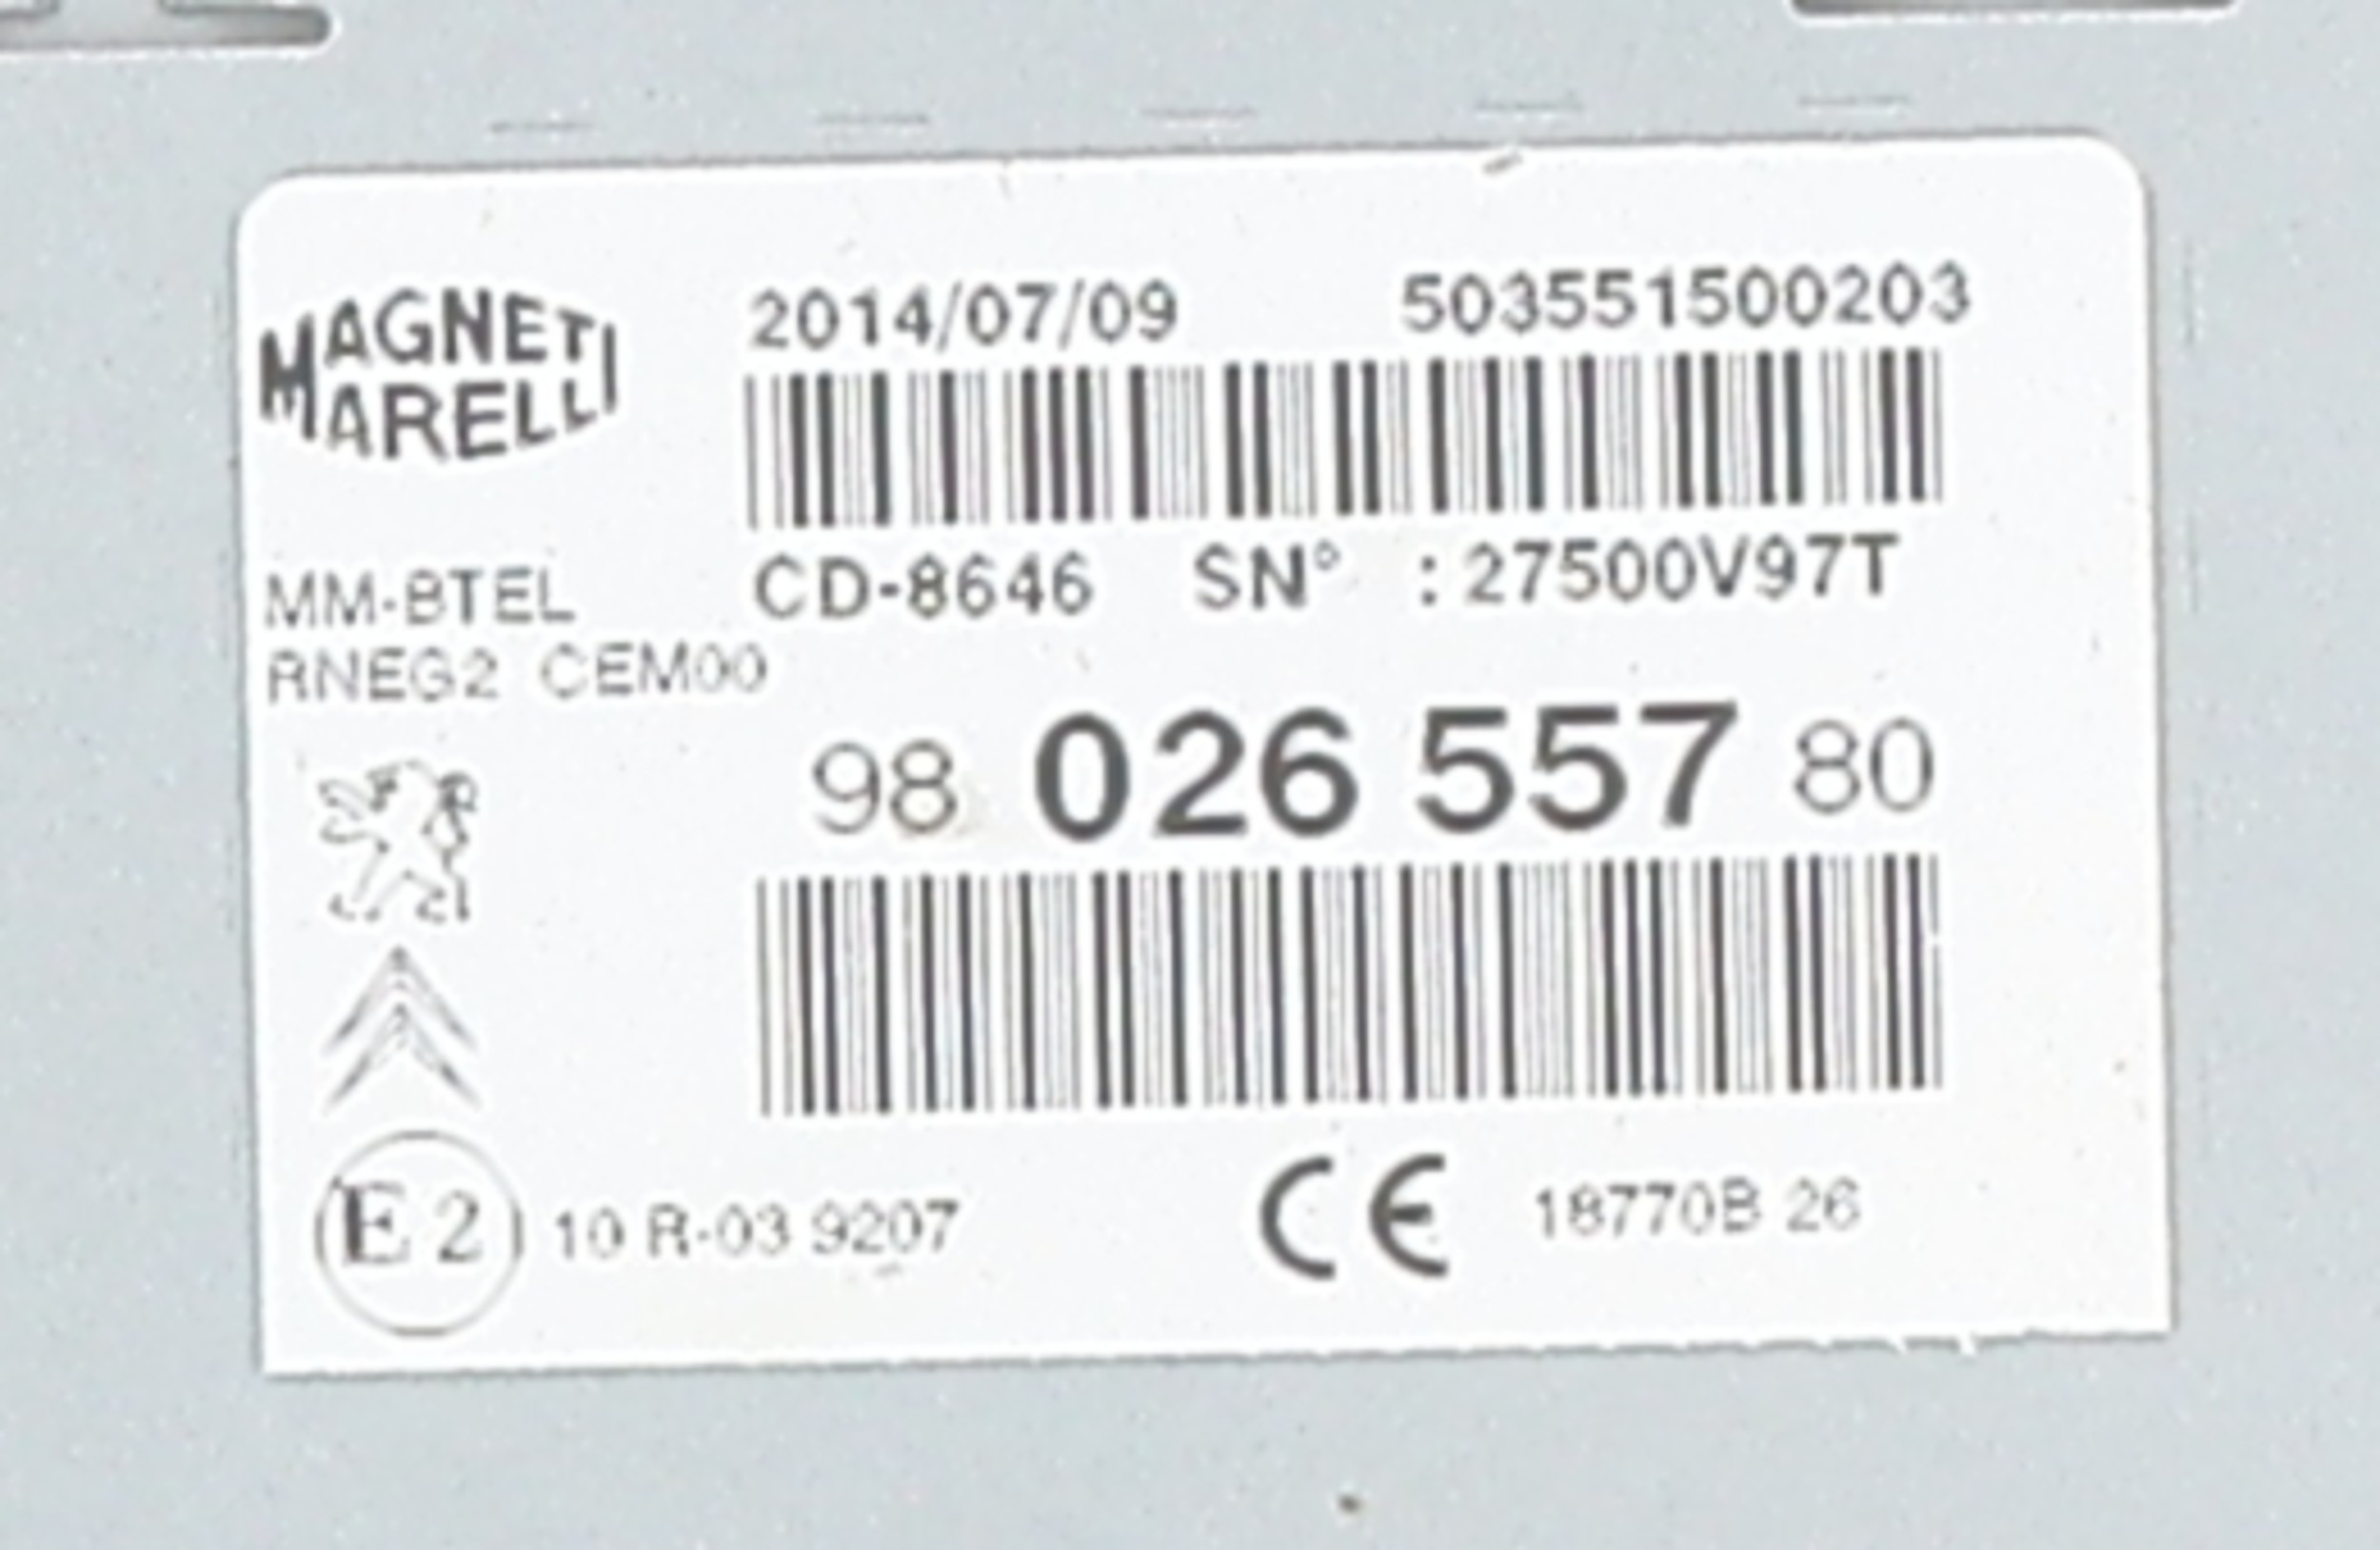 MAGNETI
MARELLI
2014/07/09 503551500203
CD-8646 SN° : 27500V97T
MM-BTEL
RNEG2 CEM00
98 026 557 80
E2 10 R-03 9207
CE 18770B 26